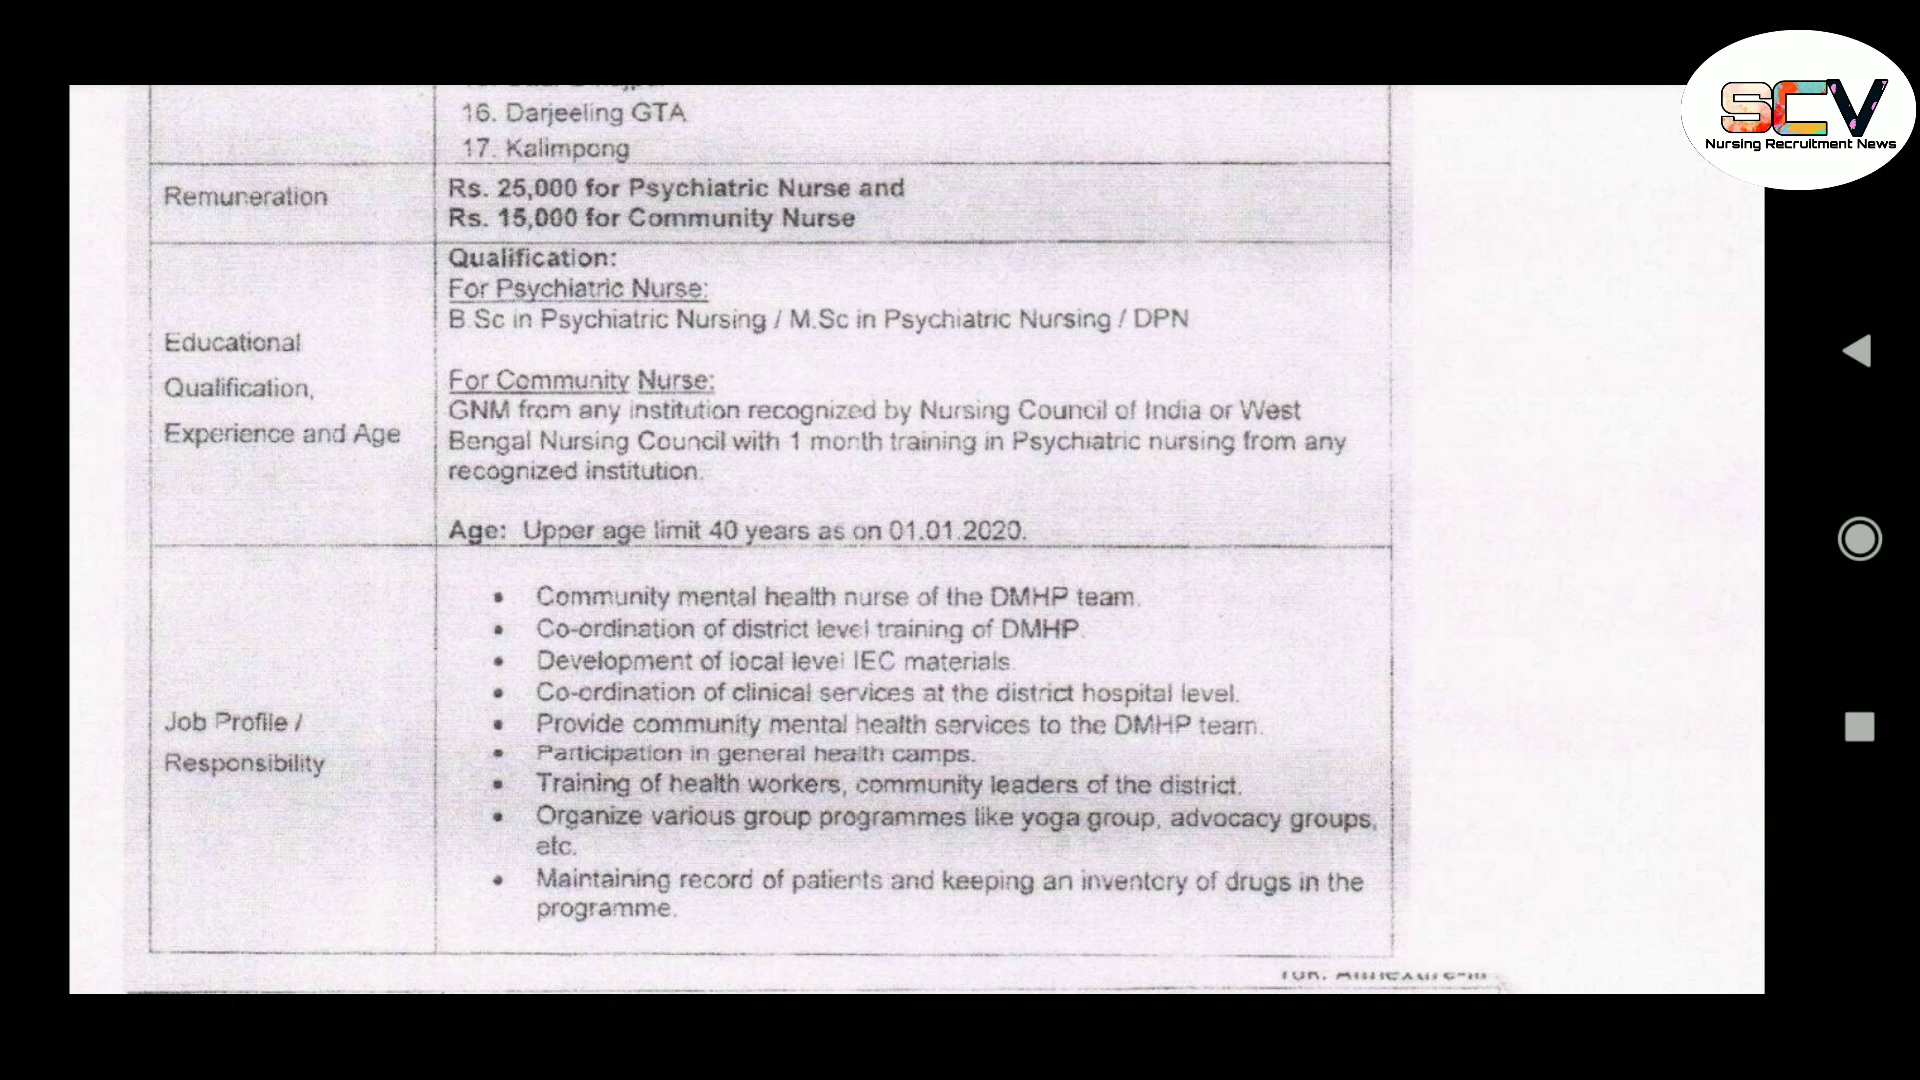 16. Darjeeling GTA
17. Kalimpong
Remuneration
Rs. 25,000 for Psychiatric Nurse and
Rs. 15,000 for Community Nurse
Educational
Qualification,
Experience and Age
Qualification:
For Psychiatric Nurse:
B.Sc in Psychiatric Nursing / M.Sc in Psychiatric Nursing / DPN
For Community Nurse:
GNM from any institution recognized by Nursing Council of India or West
Bengal Nursing Council with 1 month training in Psychiatric nursing from any
recognized institution.
Age: Upper age limit 40 years as on 01.01.2020.
Job Profile /
Responsibility
• Community mental health nurse of the DMHP team.
• Co-ordination of district level training of DMHP.
• Development of local level IEC materials.
• Co-ordination of clinical services at the district hospital level.
• Provide community mental health services to the DMHP team.
• Participation in general health camps.
• Training of health workers, community leaders of the district.
• Organize various group programmes like yoga group, advocacy groups,
etc.
• Maintaining record of patients and keeping an inventory of drugs in the
programme.
SCV
Nursing Recruitment News